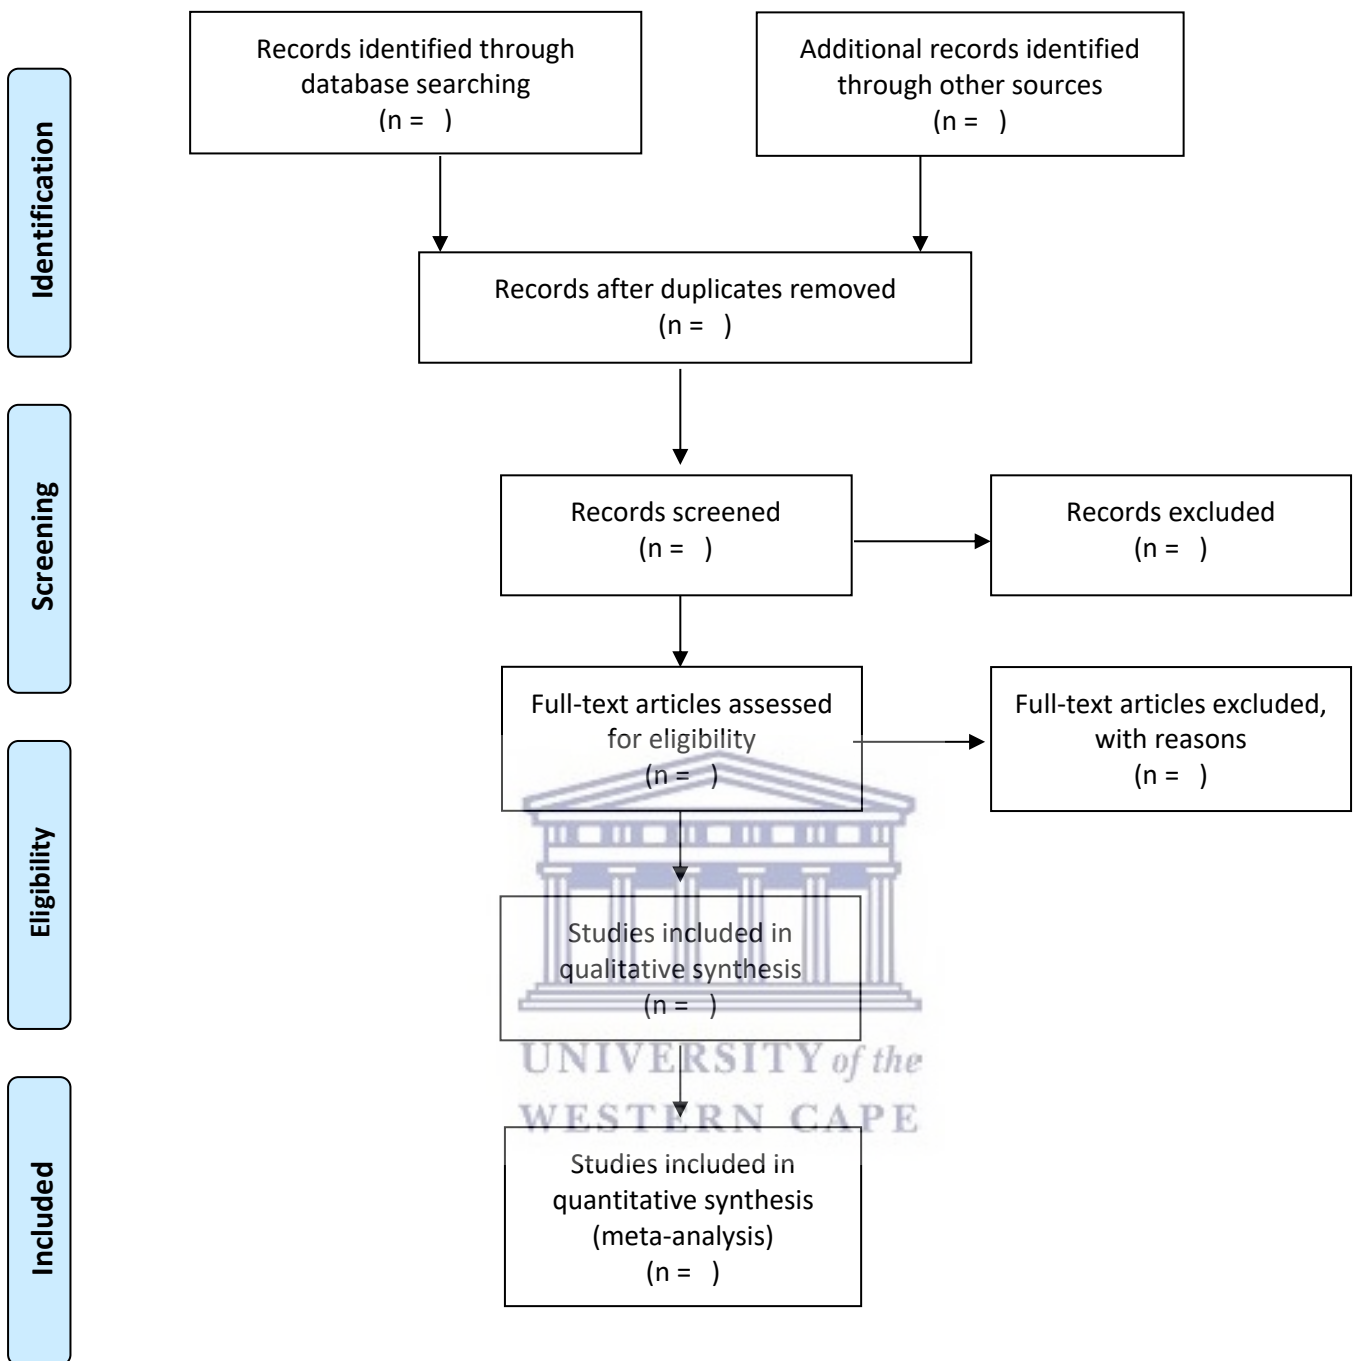 Identification
Records identified through
database searching
(n =   )
Additional records identified
through other sources
(n =   )
Records after duplicates removed
(n =   )
Screening
Records screened
(n =   )
Records excluded
(n =   )
Eligibility
Full-text articles assessed
for eligibility
(n =   )
Full-text articles excluded,
with reasons
(n =   )
Studies included in
qualitative synthesis
(n =   )
UNIVERSITY of the
WESTERN CAPE
Included
Studies included in
quantitative synthesis
(meta-analysis)
(n =   )